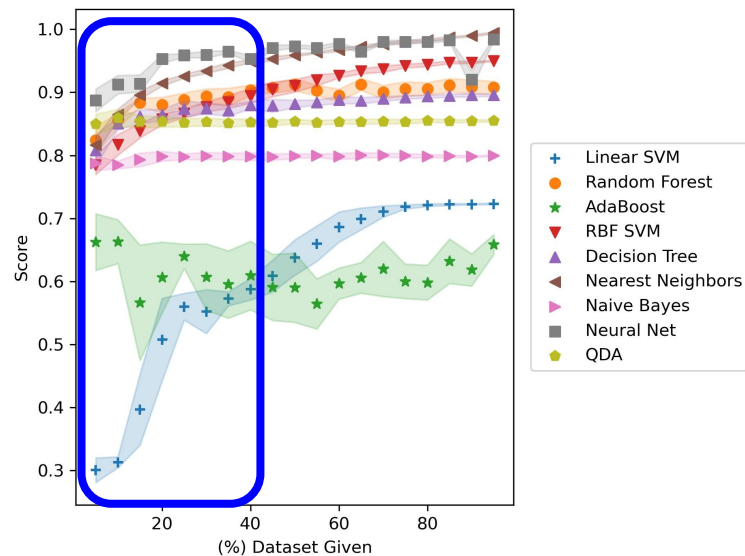 1.0
0.9
0.8
0.7
0.6
0.5
0.4
0.3
Score
20
40
60
80
(%) Dataset Given
Linear SVM
Random Forest
AdaBoost
RBF SVM
Decision Tree
Nearest Neighbors
Naive Bayes
Neural Net
QDA